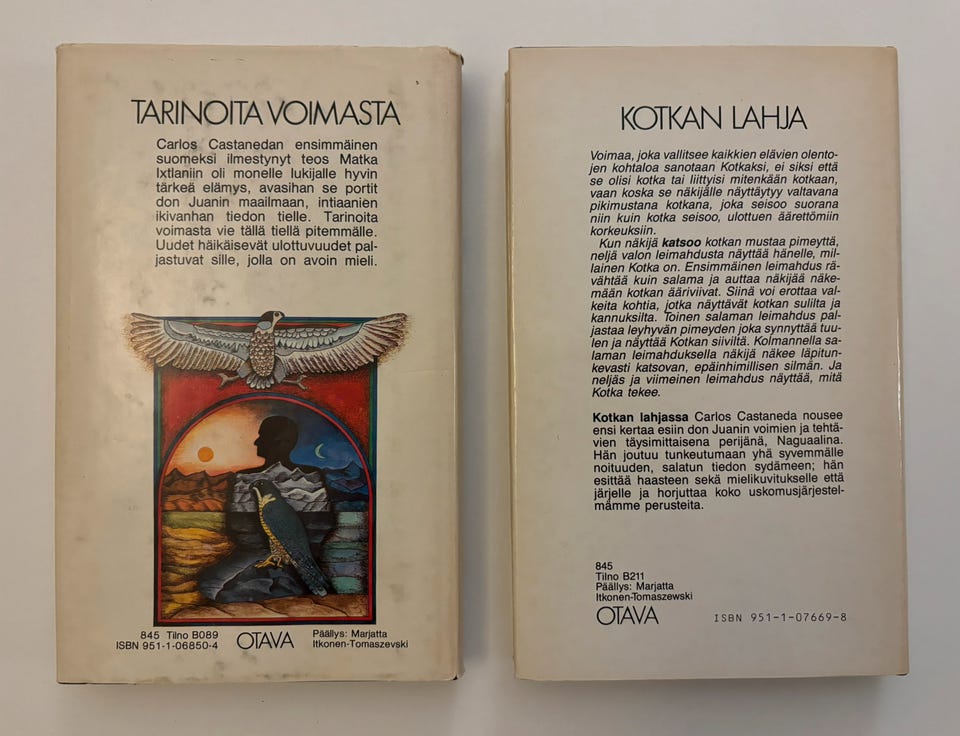 TARINOITA VOIMASTA
Carlos Castanedan ensimmäinen
suomeksi ilmestynyt teos Matka
Ixtlaniin oli monelle lukijalle hyvin
tärkeä elämys, avasihan se portit
don Juanin maailmaan, intiaanien
ikivanhan tiedon tielle. Tarinoita
voimasta vie tällä tiellä pitemmälle.
Uudet häikäisevät ulottuvuudet pal-
jastuvat sille, jolla on avoin mieli.
845 Tilno B089
ISBN 951-1-06850-4
OTAVA
Päällys: Marjatta
Itkonen-Tomaszevski
KOTKAN LAHJA
Voimaa, joka vallitsee kaikkien elävien olento-
jen kohtaloa sanotaan Kotkaksi, ei siksi että
se olisi kotka tai liittyisi mitenkään kotkaan,
vaan koska se näkijälle näyttäytyy valtavana
pikimustana kotkana, joka seisoo suorana
niin kuin kotka seisoo, ulottuen äärettömiin
korkeuksiin.
Kun näkijä katsoo kotkan mustaa pimeyttä,
neljä valon leimahdusta näyttää hänelle, mil-
lainen Kotka on. Ensimmäinen leimahdus rä-
vähtää kuin salama ja auttaa näkijää näke-
mään kotkan ääriviivat. Siinä voi erottaa val-
keita kohtia, jotka näyttävät kotkan sulilta ja
kannuksilta. Toinen salaman leimahdus pal-
jastaa leyhyvän pimeyden joka synnyttää tuu-
len ja näyttää Kotkan siiviltä. Kolmannella sa-
laman leimahduksella näkijä näkee läpitun-
kevasti katsovan, epäinhimillisen silmän. Ja
neljäs ja viimeinen leimahdus näyttää, mitä
Kotka tekee.
Kotkan lahjassa Carlos Castaneda nousee
ensi kertaa esiin don Juanin voimien ja tehtä-
vien täysimittaisena perijänä, Naguaalina.
Hän joutuu tunkeutumaan yhä syvemmälle
noituuden, salatun tiedon sydämeen; hän
esittää haasteen sekä mielikuvitukselle että
järjelle ja horjuttaa koko uskomusjärjestel-
mämme perusteita.
845
Tilno B211
Päällys: Marjatta
Itkonen-Tomaszewski
OTAVA
ISBN 951-1-07669-8